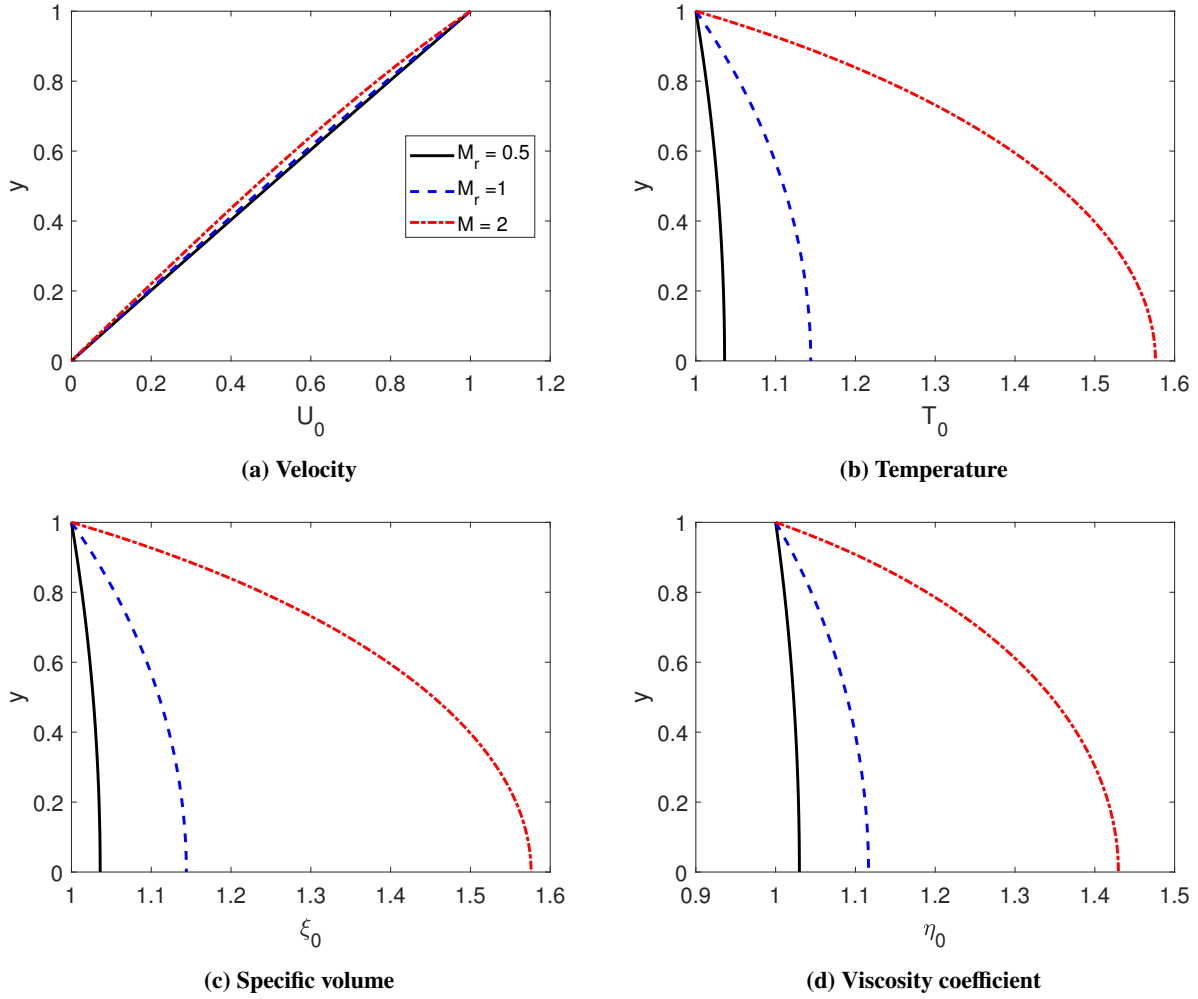 1
0.8
0.6
0.4
0.2
0
y
M_r = 0.5
M_r =1
M = 2
0 0.2 0.4 0.6 0.8 1 1.2
U_0
(a) Velocity
1
0.8
0.6
0.4
0.2
0
y
1 1.1 1.2 1.3 1.4 1.5 1.6
T_0
(b) Temperature
1
0.8
0.6
0.4
0.2
0
y
1 1.1 1.2 1.3 1.4 1.5 1.6
ξ_0
(c) Specific volume
1
0.8
0.6
0.4
0.2
0
y
0.9 1 1.1 1.2 1.3 1.4 1.5
η_0
(d) Viscosity coefficient